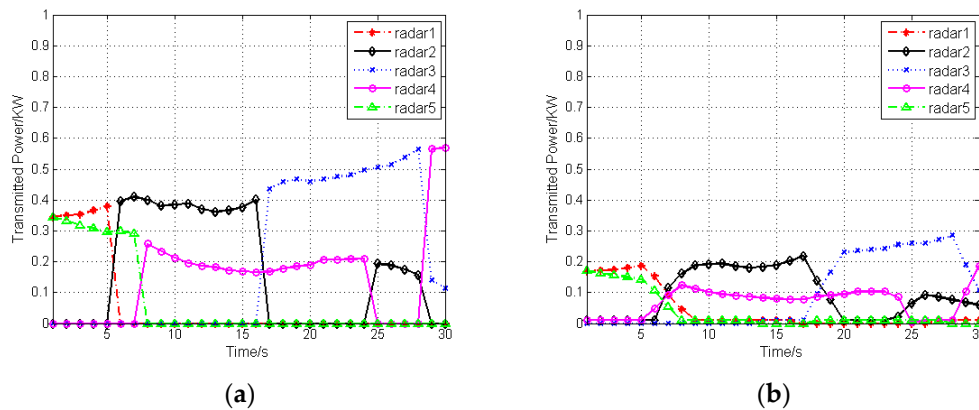 1
0.9
0.8
0.7
0.6
0.5
0.4
0.3
0.2
0.1
0
Transmitted Power/KW
5 10 15 20 25 30
Time/s
radar1
radar2
radar3
radar4
radar5
(a)
1
0.9
0.8
0.7
0.6
0.5
0.4
0.3
0.2
0.1
0
Transmitted Power/KW
5 10 15 20 25 30
Time/s
radar1
radar2
radar3
radar4
radar5
(b)